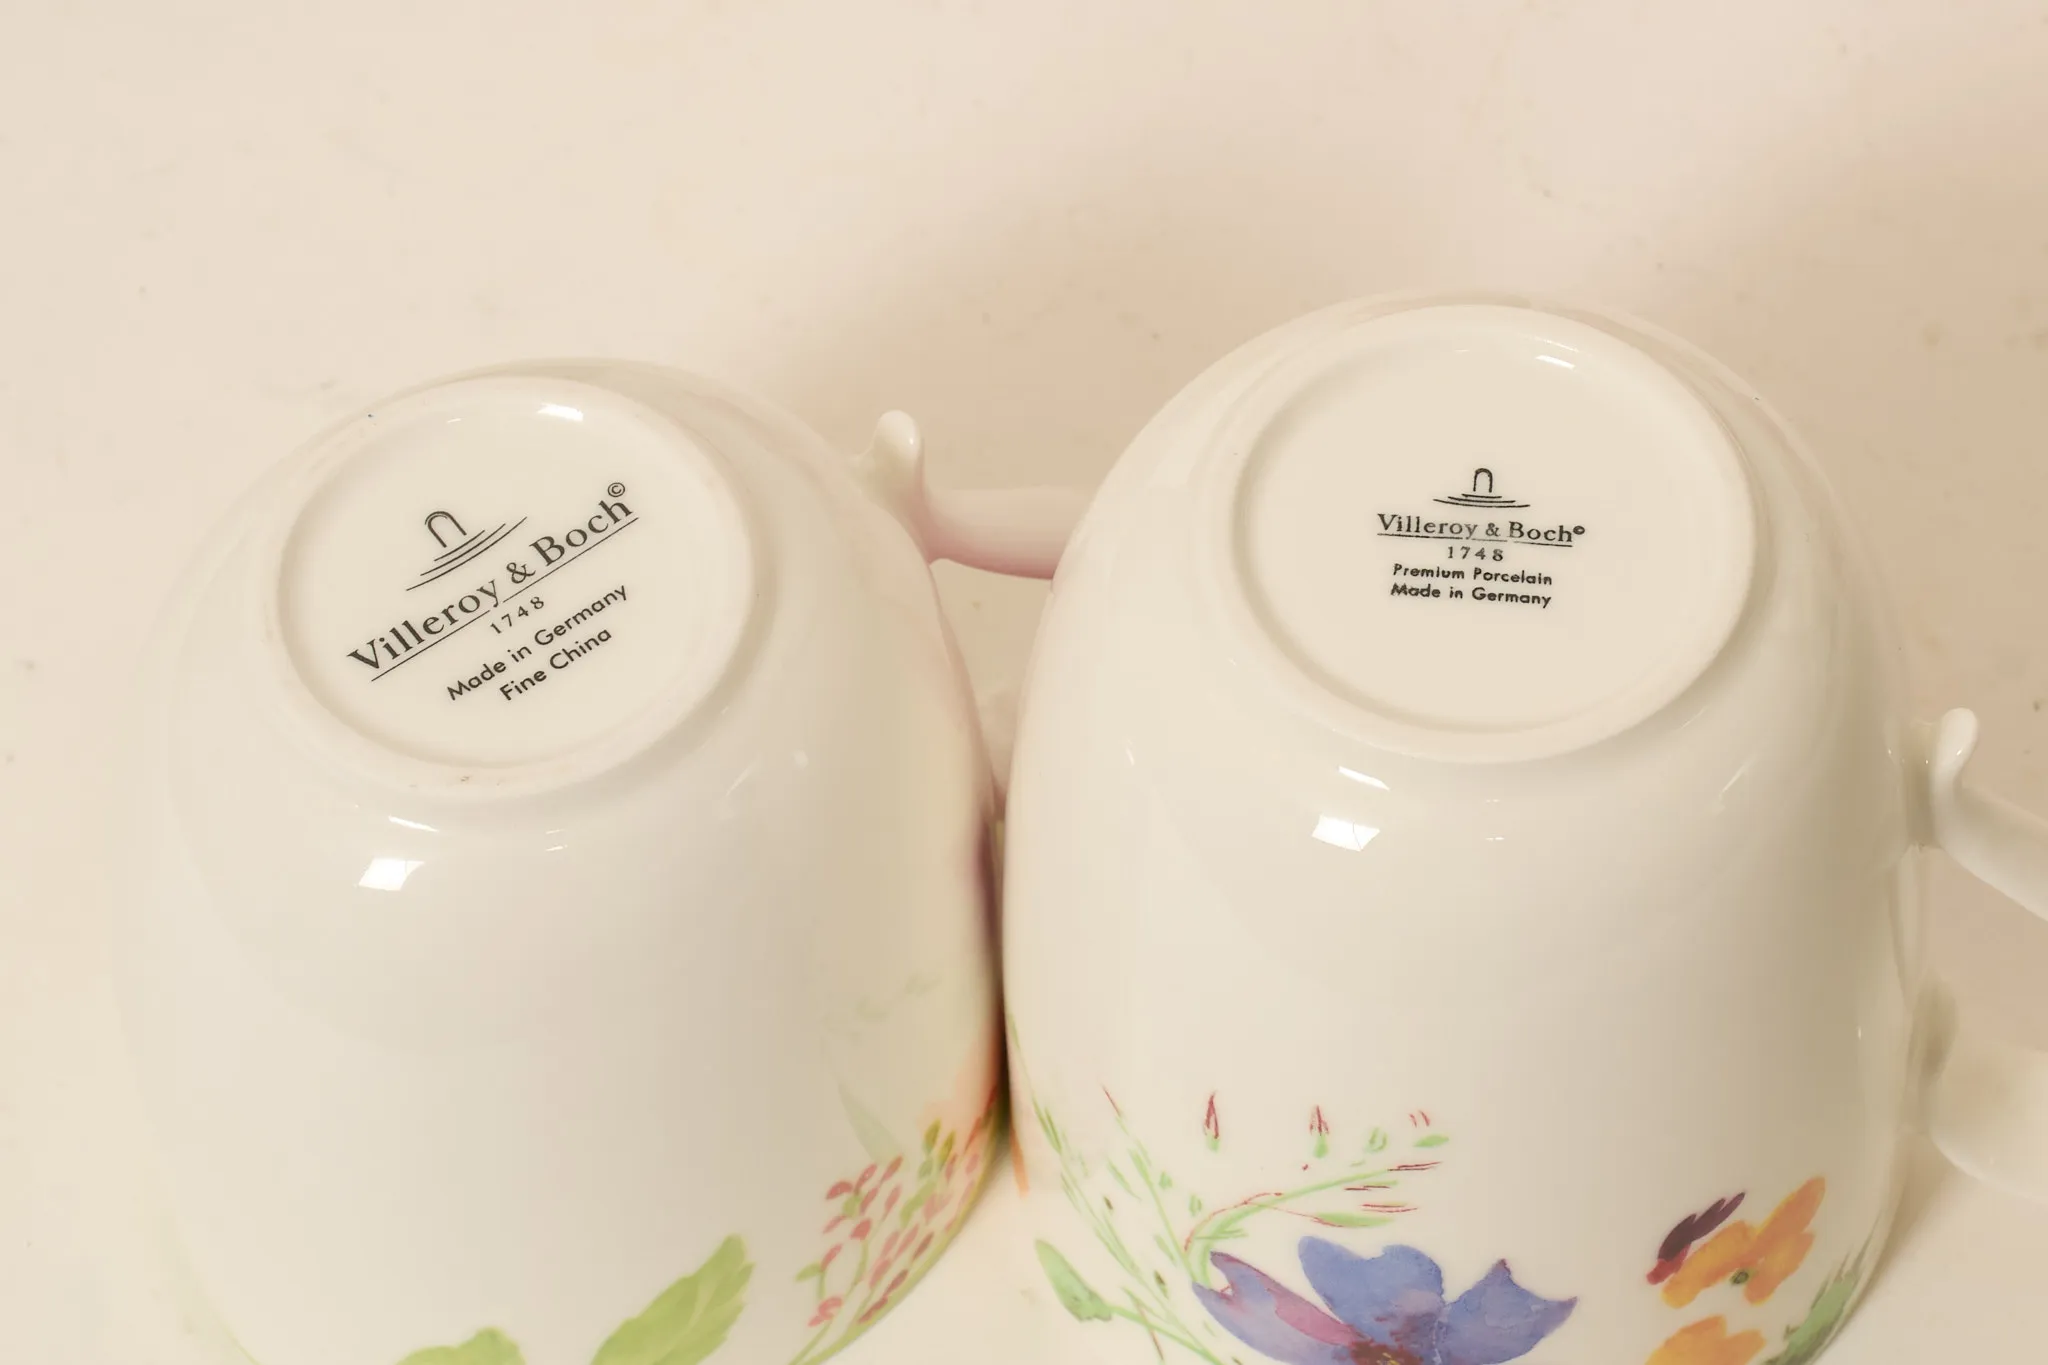 Villeroy & Boch©
1748
Made in Germany
Fine China
Villeroy & Boch©
1748
Premium Porcelain
Made in Germany